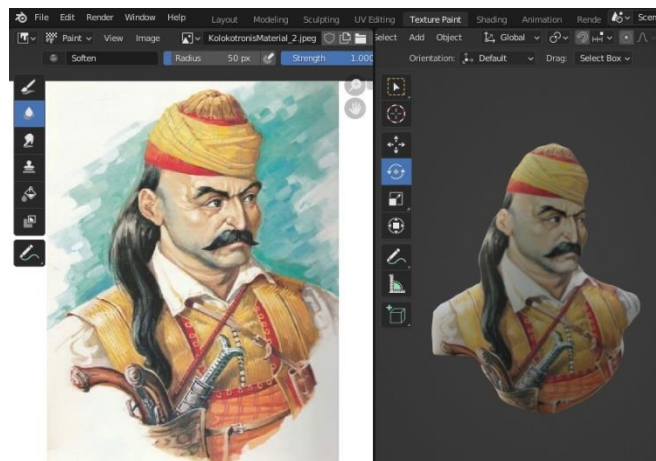 File Edit Render Window Help Layout Modeling Sculpting UV Editing Texture Paint Shading Animation Rende Scen
Paint View Image KolokotronisMaterial_2.jpeg Select Add Object Global
Soften Radius 50 px Strength 1.000 Orientation: Default Drag: Select Box